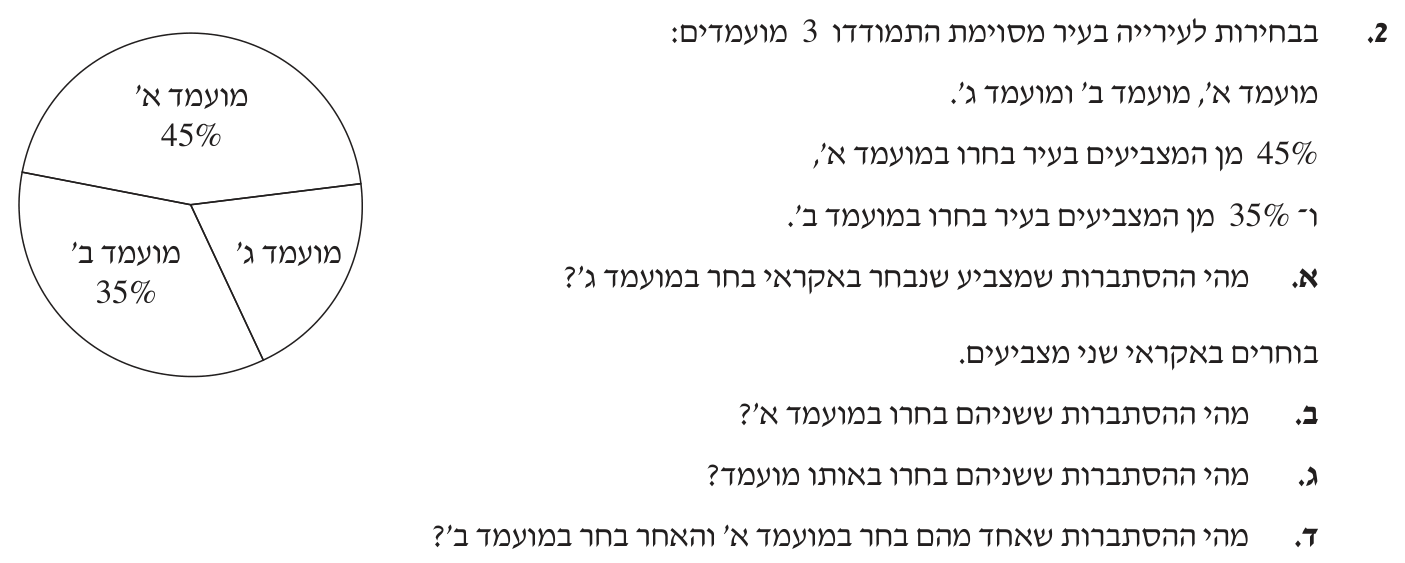 2. בבחירות לעירייה בעיר מסוימת התמודדו 3 מועמדים:
מועמד א', מועמד ב' ומועמד ג'.
45% מן המצביעים בעיר בחרו במועמד א',
ו־ 35% מן המצביעים בעיר בחרו במועמד ב'.
א. מהי ההסתברות שמצביע שנבחר באקראי בחר במועמד ג'?
בוחרים באקראי שני מצביעים.
ב. מהי ההסתברות ששניהם בחרו במועמד א'?
ג. מהי ההסתברות ששניהם בחרו באותו מועמד?
ד. מהי ההסתברות שאחד מהם בחר במועמד א' והאחר בחר במועמד ב'?
מועמד א'
45%
מועמד ג'
מועמד ב'
35%